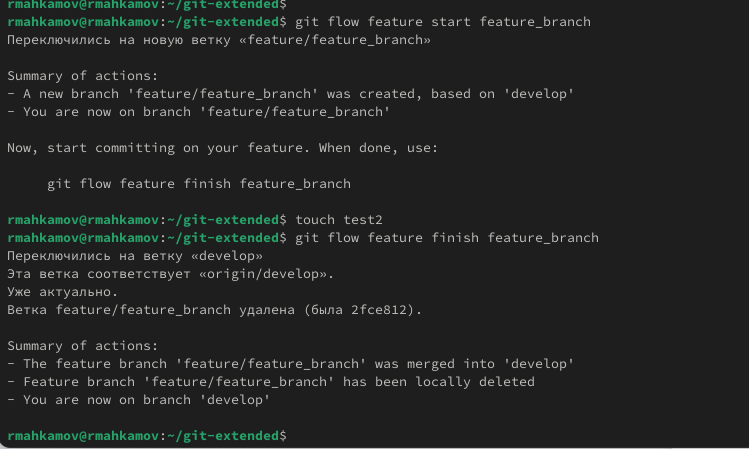 rmahkamov@rmahkamov:~/git-extended$
rmahkamov@rmahkamov:~/git-extended$ git flow feature start feature_branch
Переключились на новую ветку «feature/feature_branch»
Summary of actions:
- A new branch 'feature/feature_branch' was created, based on 'develop'
- You are now on branch 'feature/feature_branch'
Now, start committing on your feature. When done, use:
git flow feature finish feature_branch
rmahkamov@rmahkamov:~/git-extended$ touch test2
rmahkamov@rmahkamov:~/git-extended$ git flow feature finish feature_branch
Переключились на ветку «develop»
Эта ветка соответствует «origin/develop».
Уже актуально.
Ветка feature/feature_branch удалена (была 2fce812).
Summary of actions:
- The feature branch 'feature/feature_branch' was merged into 'develop'
- Feature branch 'feature/feature_branch' has been locally deleted
- You are now on branch 'develop'
rmahkamov@rmahkamov:~/git-extended$